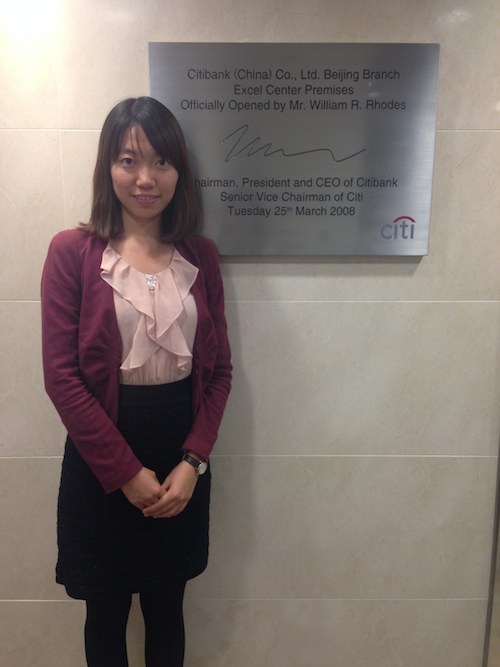 Citibank (China) Co., Ltd. Beijing Branch
Excel Center Premises
Officially Opened by Mr. William R. Rhodes
Chairman, President and CEO of Citibank
Senior Vice Chairman of Citi
Tuesday 25th March 2008
citi